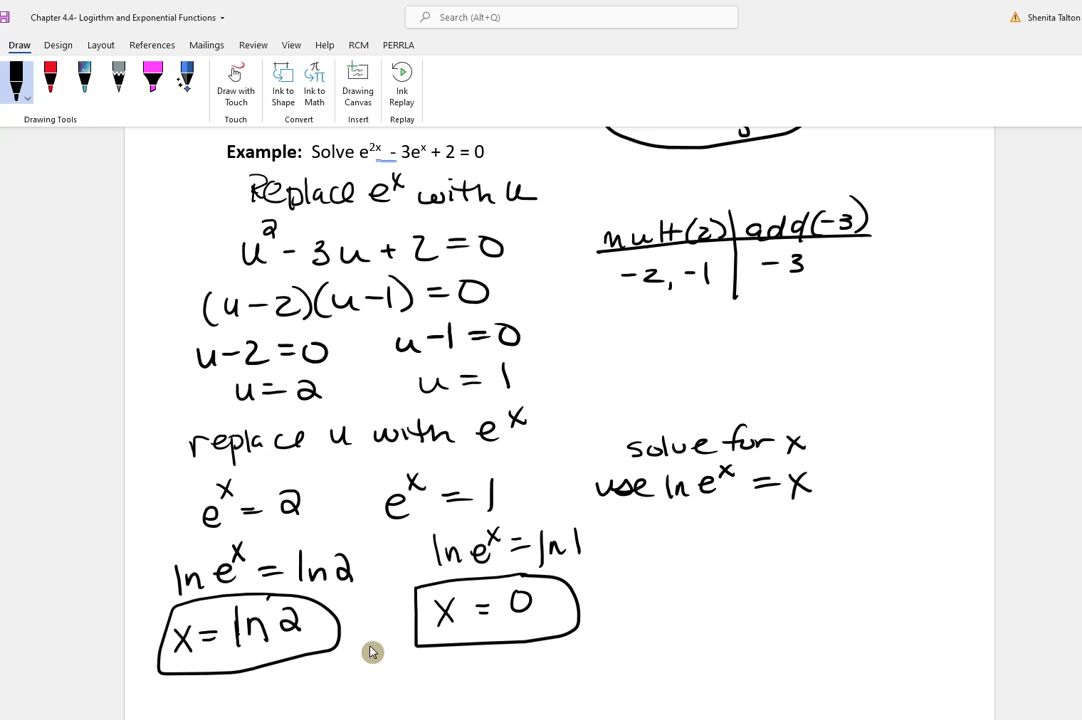 Chapter 4.4- Logirthm and Exponential Functions
Search (Alt+Q)
Shenita Talton
Draw Design Layout References Mailings Review View Help RCM PERRLA
Draw with Touch
Ink to Shape
Ink to Math
Drawing Canvas
Ink Replay
Drawing Tools Touch Convert Insert Replay
Example: Solve e²ˣ - 3eˣ + 2 = 0
Replace eˣ with u
u² - 3u + 2 = 0
(u-2)(u-1) = 0
u-2=0 u-1=0
u=2 u=1
replace u with eˣ
eˣ = 2 eˣ = 1
ln eˣ = ln 2 ln eˣ = ln 1
x = ln 2 x = 0
mult(2) add(-3)
-2, -1 -3
solve for x
use ln eˣ = x